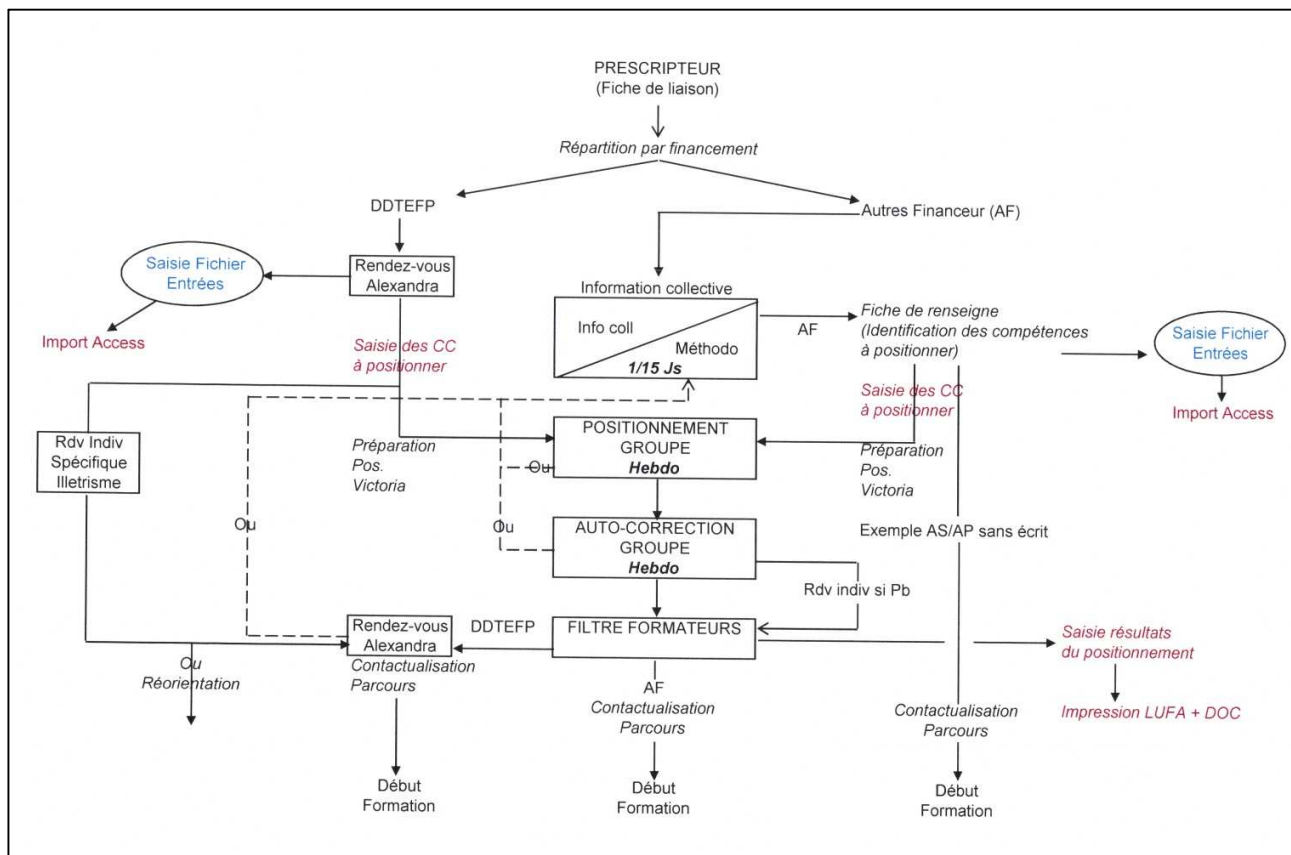 PRESCRIPTEUR
(Fiche de liaison)
Répartition par financement
DDTEFP
Autres Financeur (AF)
Saisie Fichier
Entrées
Rendez-vous
Alexandra
Import Access
Saisie des CC
à positionner
Information collective
Info coll
Méthodo
1/15 Js
AF
Fiche de renseigne
(Identification des compétences
à positionner)
Saisie Fichier
Entrées
Import Access
Saisie des CC
à positionner
Rdv Indiv
Spécifique
Illetrisme
Préparation
Pos.
Victoria
POSITIONNEMENT
GROUPE
Hebdo
Ou
Préparation
Pos.
Victoria
Ou
Ou
AUTO-CORRECTION
GROUPE
Hebdo
Exemple AS/AP sans écrit
Rdv indiv si Pb
Rendez-vous
Alexandra
DDTEFP
FILTRE FORMATEURS
Saisie résultats
du positionnement
Ou
Réorientation
Contactualisation
Parcours
AF
Contactualisation
Parcours
Contactualisation
Parcours
Impression LUFA + DOC
Début
Formation
Début
Formation
Début
Formation